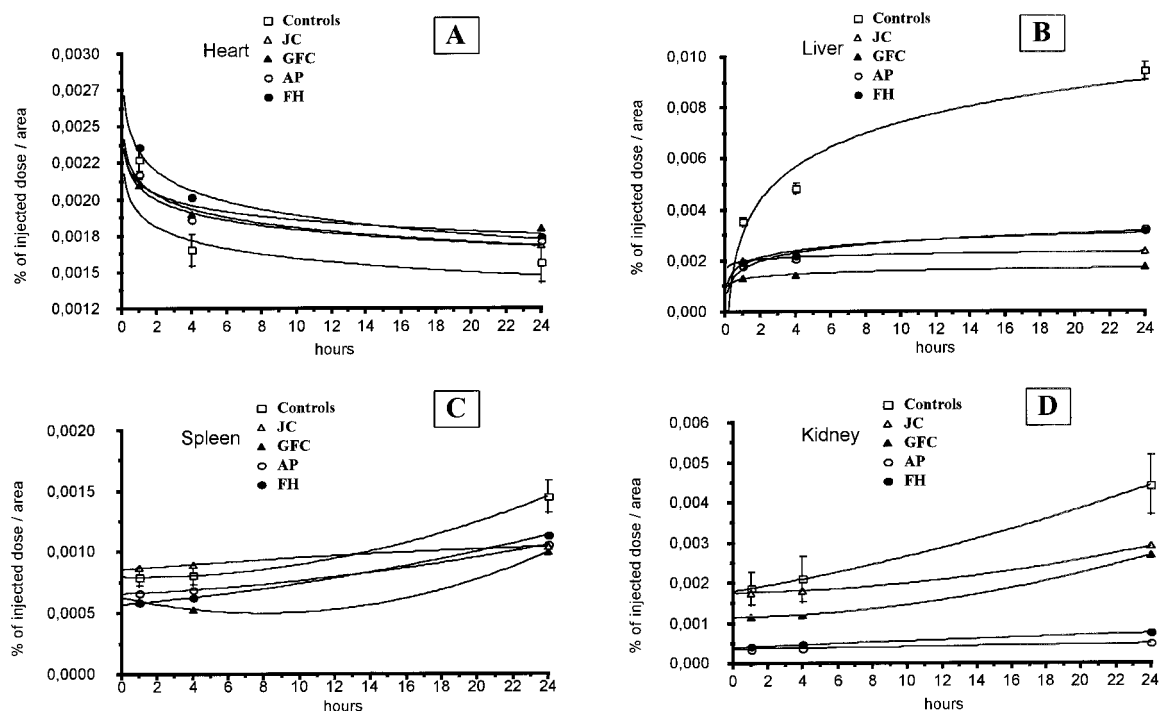 A
Heart
Controls
JC
GFC
AP
FH
% of injected dose / area
0,0030
0,0027
0,0025
0,0022
0,0020
0,0018
0,0015
0,0012
0 2 4 6 8 10 12 14 16 18 20 22 24
hours
B
Liver
Controls
JC
GFC
AP
FH
% of injected dose / area
0,010
0,008
0,006
0,004
0,002
0,000
0 2 4 6 8 10 12 14 16 18 20 22 24
hours
C
Spleen
Controls
JC
GFC
AP
FH
% of injected dose / area
0,0020
0,0015
0,0010
0,0005
0,0000
0 2 4 6 8 10 12 14 16 18 20 22 24
hours
D
Kidney
Controls
JC
GFC
AP
FH
% of injected dose / area
0,006
0,005
0,004
0,003
0,002
0,001
0,000
0 2 4 6 8 10 12 14 16 18 20 22 24
hours